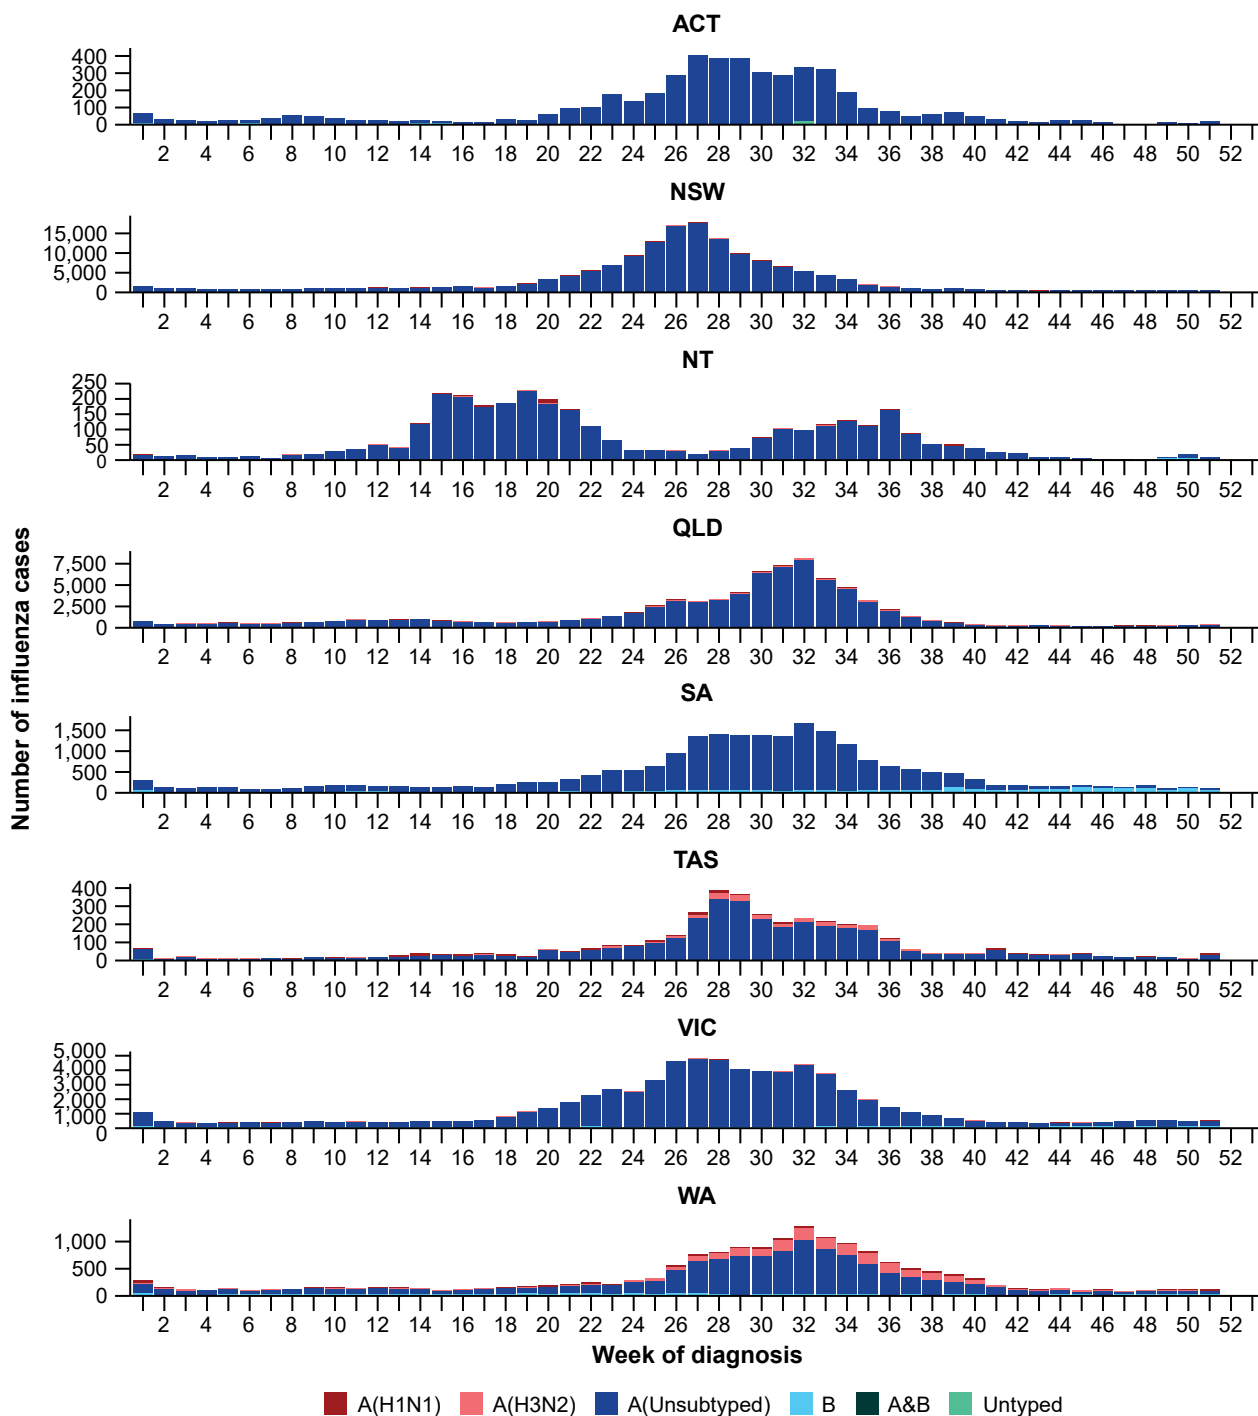 ACT
400
300
200
100
0
2 4 6 8 10 12 14 16 18 20 22 24 26 28 30 32 34 36 38 40 42 44 46 48 50 52
NSW
15,000
10,000
5,000
0
2 4 6 8 10 12 14 16 18 20 22 24 26 28 30 32 34 36 38 40 42 44 46 48 50 52
NT
250
200
150
100
50
0
2 4 6 8 10 12 14 16 18 20 22 24 26 28 30 32 34 36 38 40 42 44 46 48 50 52
Number of influenza cases
QLD
7,500
5,000
2,500
0
2 4 6 8 10 12 14 16 18 20 22 24 26 28 30 32 34 36 38 40 42 44 46 48 50 52
SA
1,500
1,000
500
0
2 4 6 8 10 12 14 16 18 20 22 24 26 28 30 32 34 36 38 40 42 44 46 48 50 52
TAS
400
300
200
100
0
2 4 6 8 10 12 14 16 18 20 22 24 26 28 30 32 34 36 38 40 42 44 46 48 50 52
VIC
5,000
4,000
3,000
2,000
1,000
0
2 4 6 8 10 12 14 16 18 20 22 24 26 28 30 32 34 36 38 40 42 44 46 48 50 52
WA
1,000
500
0
2 4 6 8 10 12 14 16 18 20 22 24 26 28 30 32 34 36 38 40 42 44 46 48 50 52
Week of diagnosis
A(H1N1) A(H3N2) A(Unsubtyped) B A&B Untyped